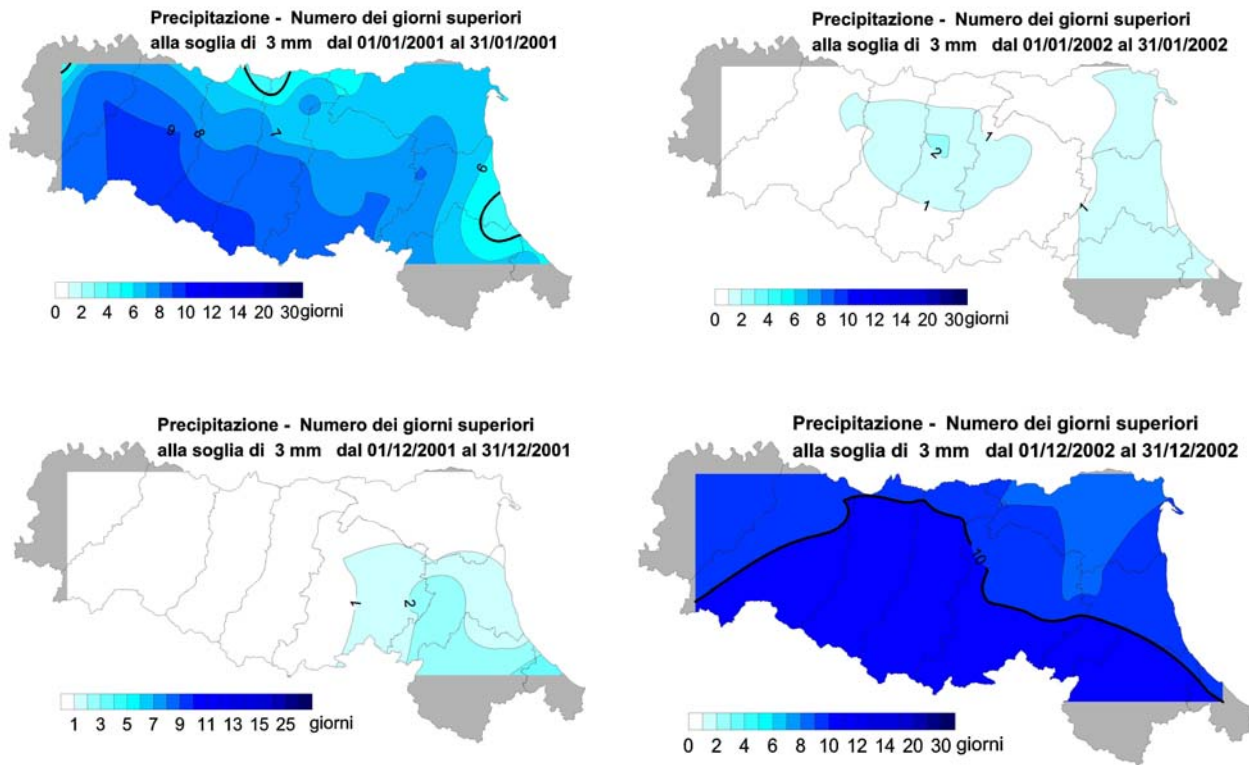 Precipitazione - Numero dei giorni superiori
alla soglia di 3 mm dal 01/01/2001 al 31/01/2001
9
8
7
6
0 2 4 6 8 10 12 14 20 30 giorni
Precipitazione - Numero dei giorni superiori
alla soglia di 3 mm dal 01/01/2002 al 31/01/2002
1
2
1
1
0 2 4 6 8 10 12 14 20 30 giorni
Precipitazione - Numero dei giorni superiori
alla soglia di 3 mm dal 01/12/2001 al 31/12/2001
1
2
1 3 5 7 9 11 13 15 25 giorni
Precipitazione - Numero dei giorni superiori
alla soglia di 3 mm dal 01/12/2002 al 31/12/2002
10
0 2 4 6 8 10 12 14 20 30 giorni